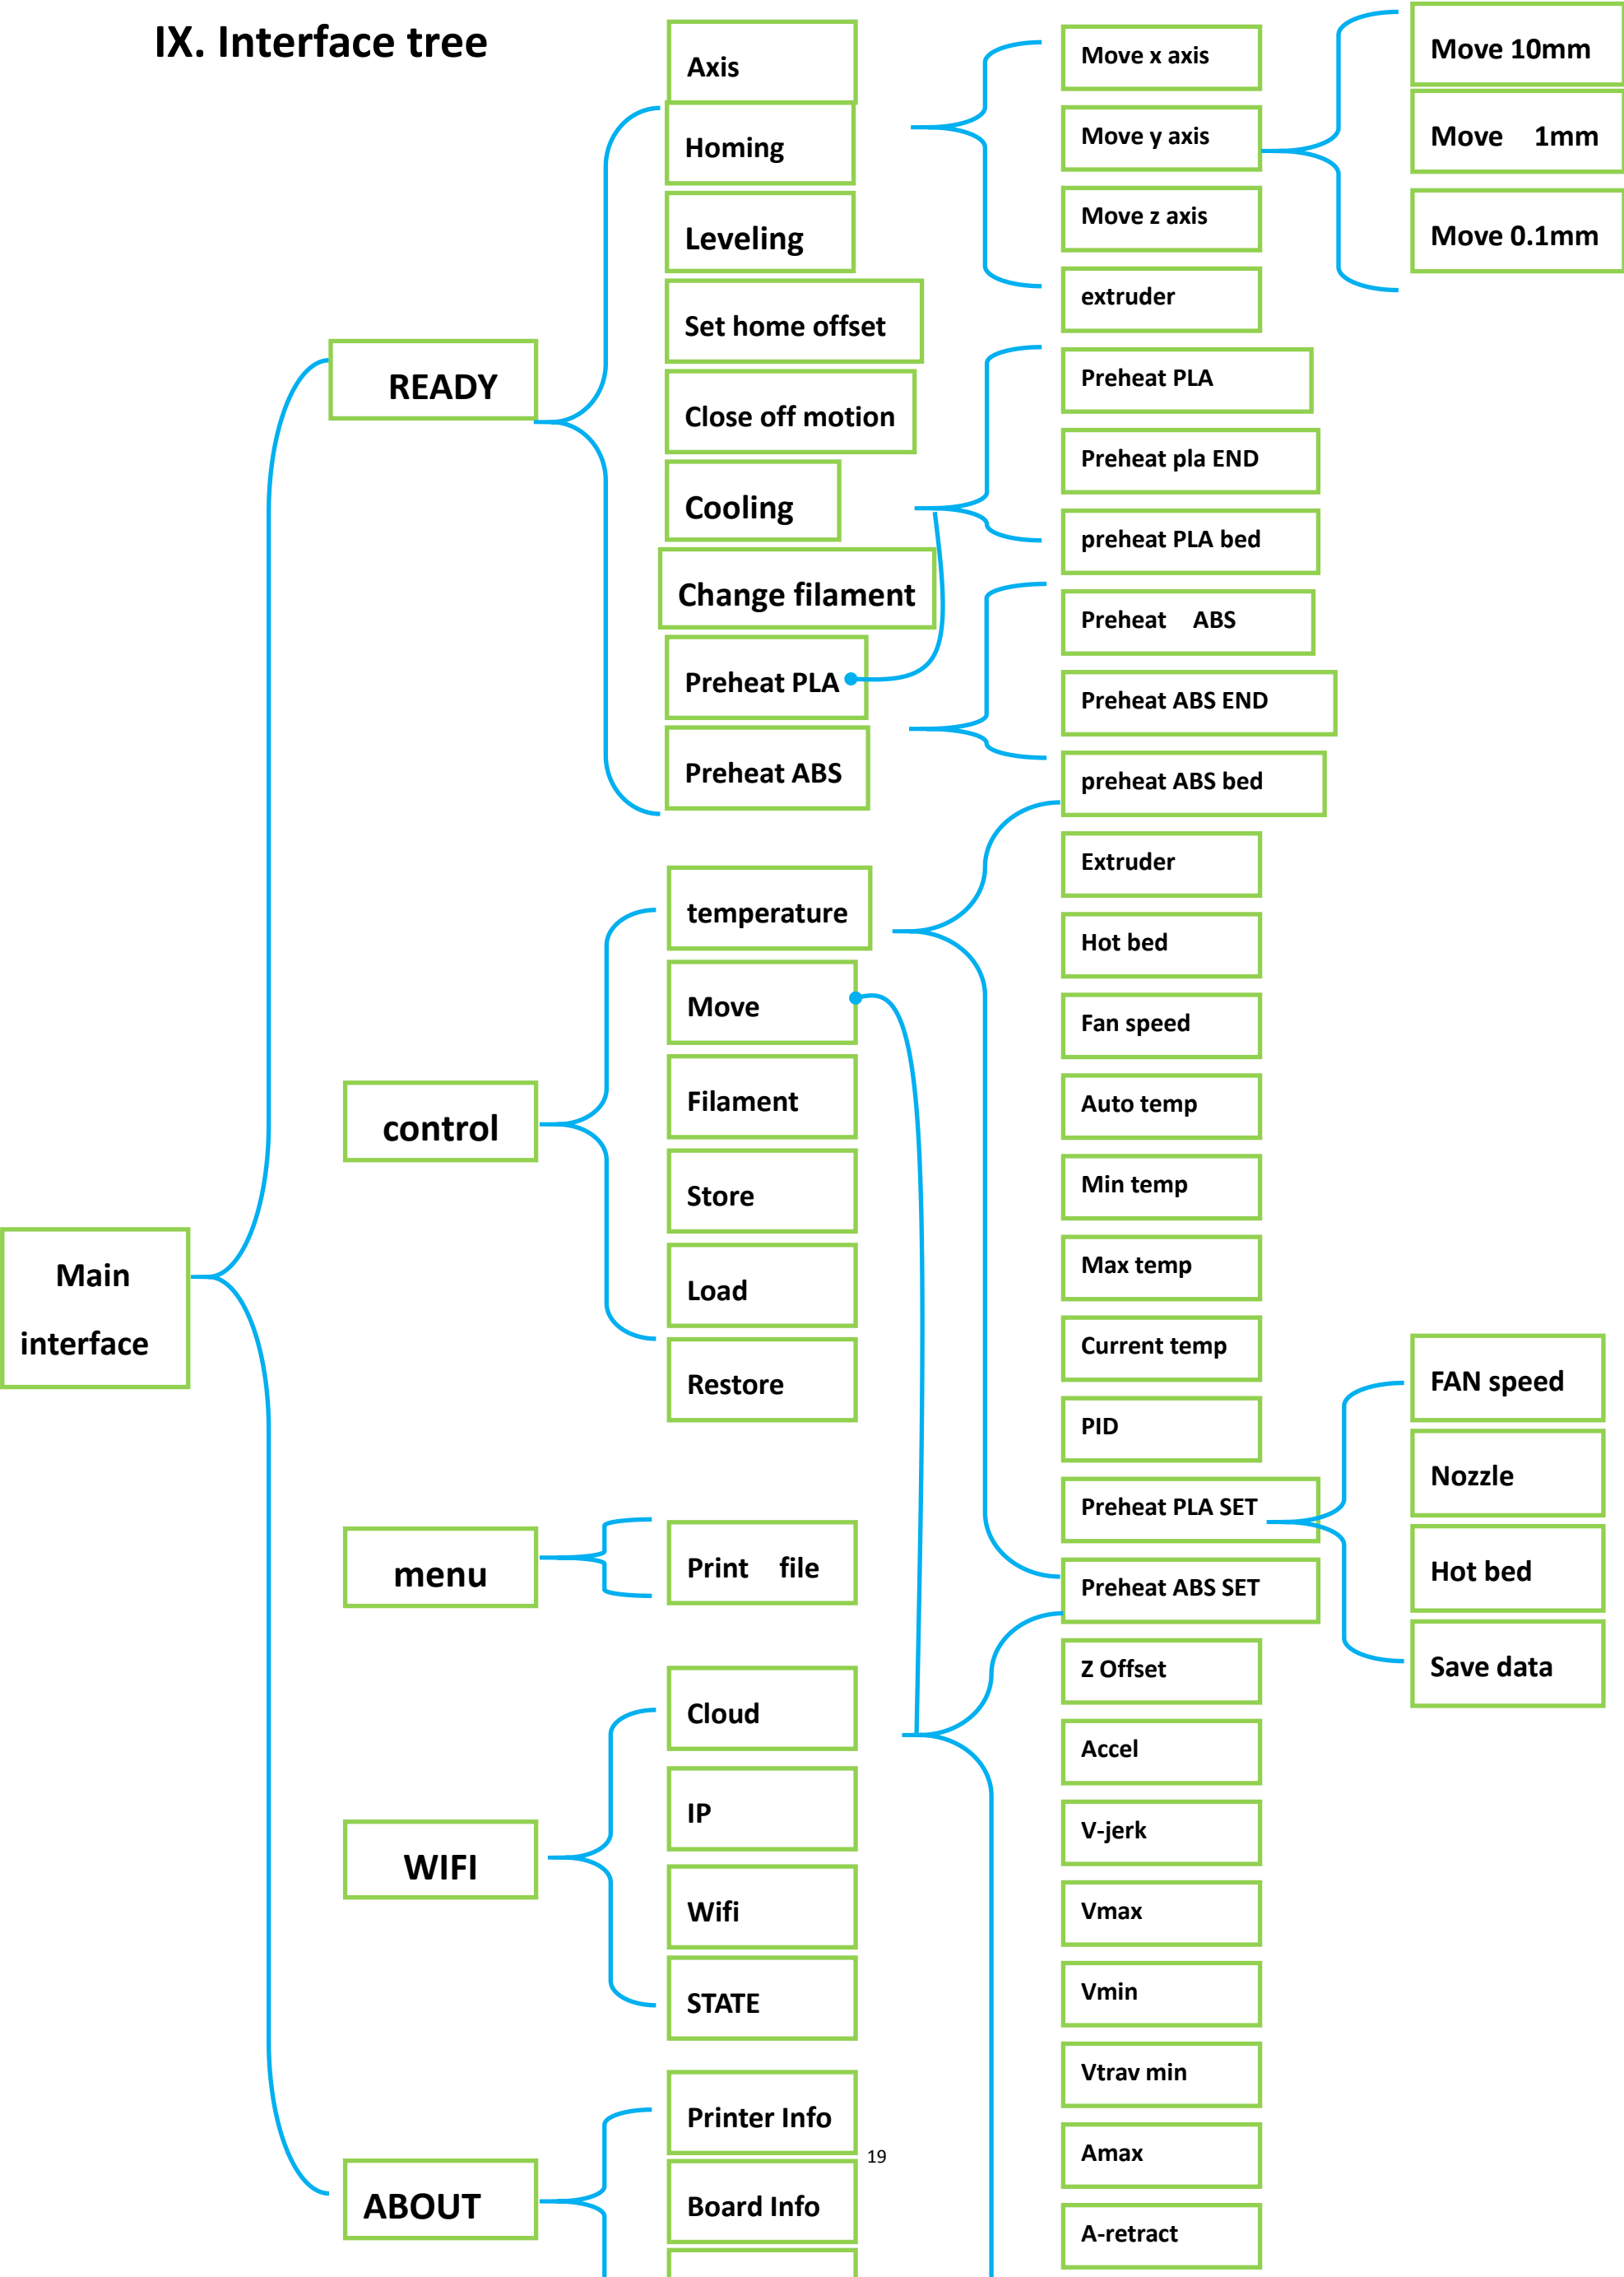 IX. Interface tree
Main
interface
READY
control
menu
WIFI
ABOUT
Axis
Homing
Leveling
Set home offset
Close off motion
Cooling
Change filament
Preheat PLA
Preheat ABS
temperature
Move
Filament
Store
Load
Restore
Print file
Cloud
IP
Wifi
STATE
Printer Info
Board Info
Move x axis
Move y axis
Move z axis
extruder
Preheat PLA
Preheat pla END
preheat PLA bed
Preheat ABS
Preheat ABS END
preheat ABS bed
Extruder
Hot bed
Fan speed
Auto temp
Min temp
Max temp
Current temp
PID
Preheat PLA SET
Preheat ABS SET
Z Offset
Accel
V-jerk
Vmax
Vmin
Vtrav min
Amax
A-retract
Move 10mm
Move 1mm
Move 0.1mm
FAN speed
Nozzle
Hot bed
Save data
19